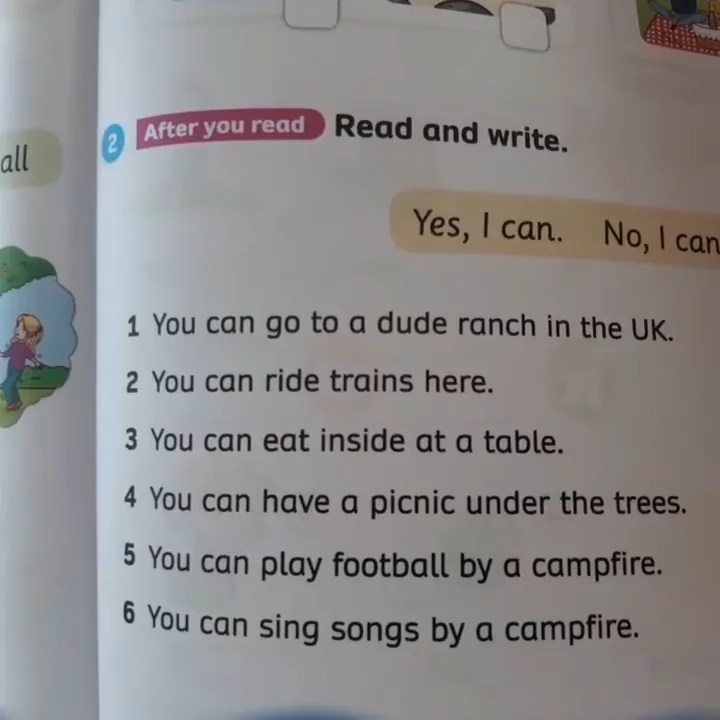 all
2 After you read Read and write.
Yes, I can. No, I can
1 You can go to a dude ranch in the UK.
2 You can ride trains here.
3 You can eat inside at a table.
4 You can have a picnic under the trees.
5 You can play football by a campfire.
6 You can sing songs by a campfire.